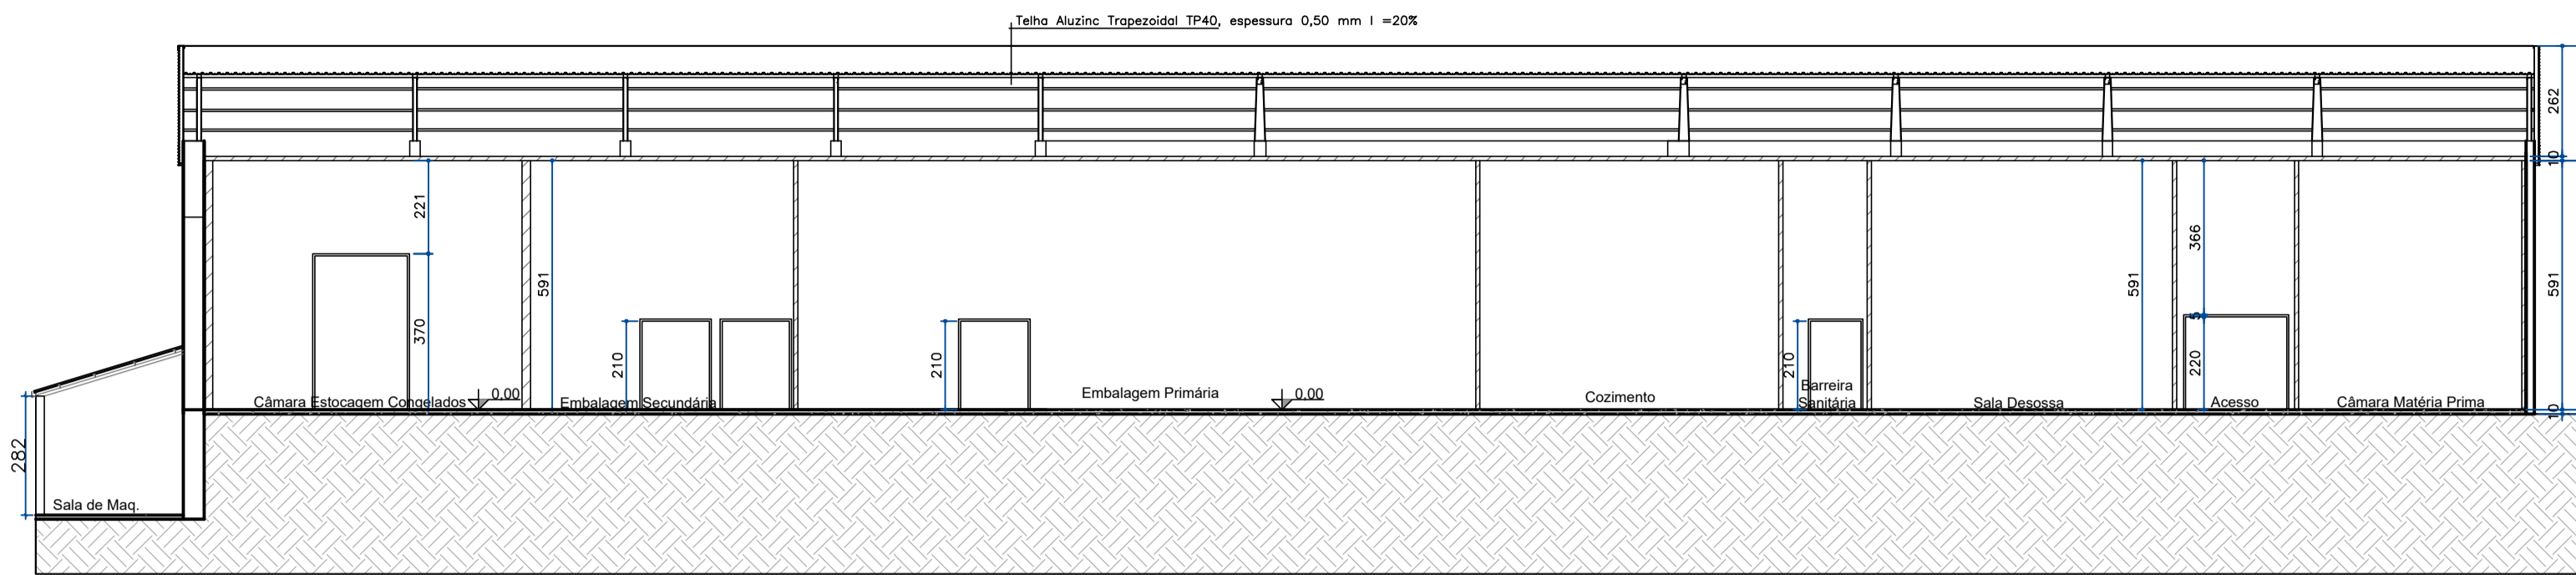 Telha Aluzinc Trapezoidal TP40, espessura 0,50 mm I =20%
262
10
221
591
366
591
591
370
210
210
210
5
220
282
Câmara Estocagem Congelados
0,00
Embalagem Secundária
Embalagem Primária
0,00
Cozimento
Barreira
Sanitária
Sala Desossa
Acesso
Câmara Matéria Prima
10
Sala de Maq.